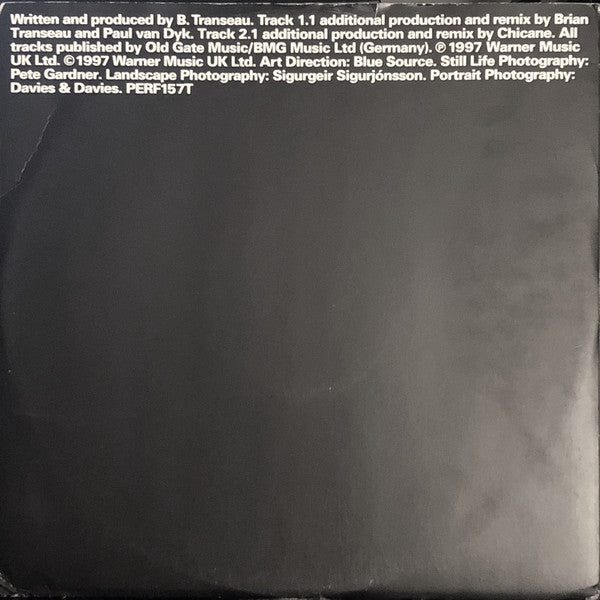 Written and produced by B. Transeau. Track 1.1 additional production and remix by Brian
Transeau and Paul van Dyk. Track 2.1 additional production and remix by Chicane. All
tracks published by Old Gate Music/BMG Music Ltd (Germany). ℗1997 Warner Music
UK Ltd. ©1997 Warner Music UK Ltd. Art Direction: Blue Source. Still Life Photography:
Pete Gardner. Landscape Photography: Sigurgeir Sigurjónsson. Portrait Photography:
Davies & Davies. PERF157T